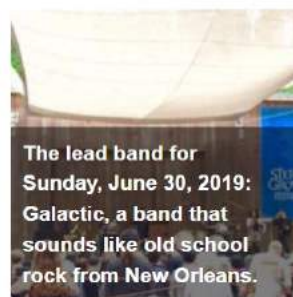 The lead band for
Sunday, June 30, 2019:
Galactic, a band that
sounds like old school
rock from New Orleans.